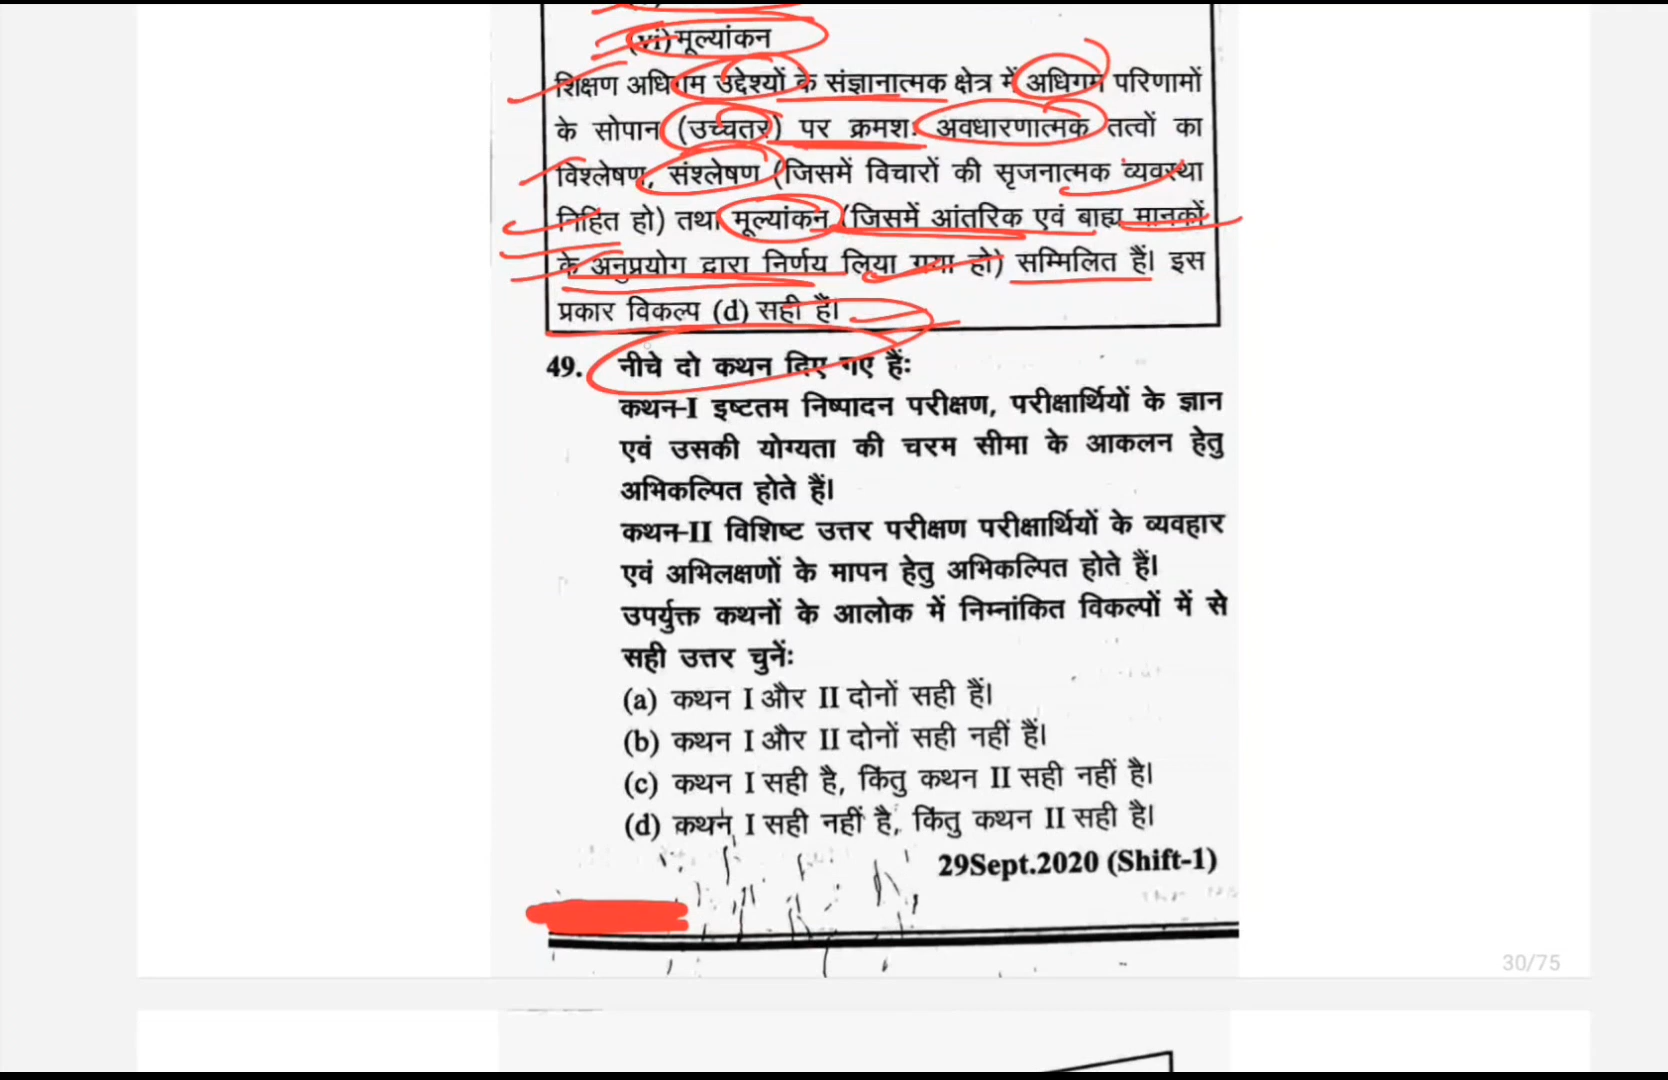 (vi) मूल्यांकन
शिक्षण अधिगम उद्देश्यों के संज्ञानात्मक क्षेत्र में अधिगम परिणामों
के सोपान (उच्चतर) पर क्रमशः अवधारणात्मक तत्वों का
विश्लेषण, संश्लेषण (जिसमें विचारों की सृजनात्मक व्यवस्था
निहित हो) तथा मूल्यांकन (जिसमें आंतरिक एवं बाह्य मानकों
के अनुप्रयोग द्वारा निर्णय लिया गया हो) सम्मिलित हैं। इस
प्रकार विकल्प (d) सही हैं।
49. नीचे दो कथन दिए गए हैं:
कथन-I इष्टतम निष्पादन परीक्षण, परीक्षार्थियों के ज्ञान
एवं उसकी योग्यता की चरम सीमा के आकलन हेतु
अभिकल्पित होते हैं।
कथन-II विशिष्ट उत्तर परीक्षण परीक्षार्थियों के व्यवहार
एवं अभिलक्षणों के मापन हेतु अभिकल्पित होते हैं।
उपर्युक्त कथनों के आलोक में निम्नांकित विकल्पों में से
सही उत्तर चुनें:
(a) कथन I और II दोनों सही हैं।
(b) कथन I और II दोनों सही नहीं हैं।
(c) कथन I सही है, किंतु कथन II सही नहीं है।
(d) कथन I सही नहीं है, किंतु कथन II सही है।
29Sept.2020 (Shift-1)
30/75